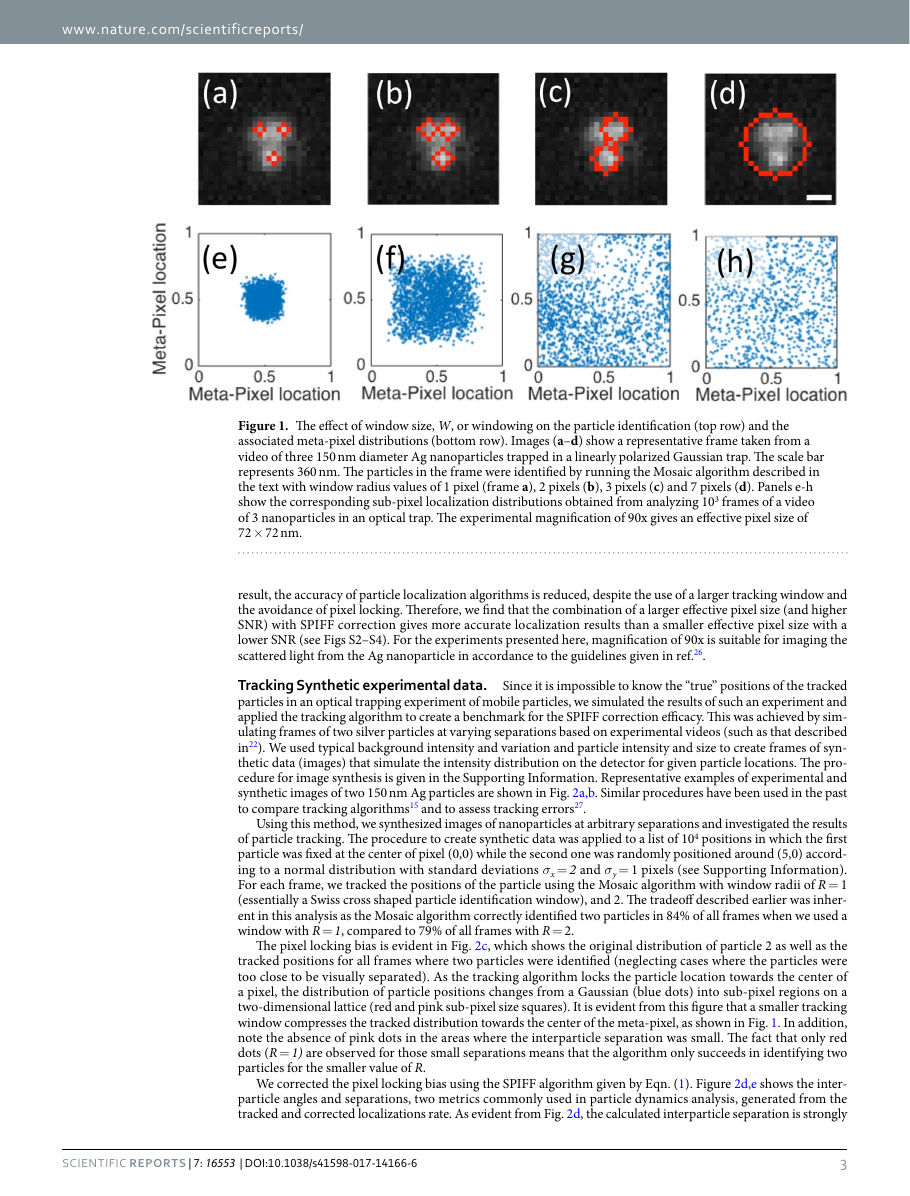 www.nature.com/scientificreports/
(a) (b) (c) (d)
1 1 1 1
(e) (f) (g) (h)
Meta-Pixel location
0.5 0.5 0.5 0.5
0 0 0 0
0 0.5 1 0 0.5 1 0 0.5 1 0 0.5 1
Meta-Pixel location Meta-Pixel location Meta-Pixel location Meta-Pixel location
Figure 1. The effect of window size, W, or windowing on the particle identification (top row) and the
associated meta-pixel distributions (bottom row). Images (a–d) show a representative frame taken from a
video of three 150 nm diameter Ag nanoparticles trapped in a linearly polarized Gaussian trap. The scale bar
represents 360 nm. The particles in the frame were identified by running the Mosaic algorithm described in
the text with window radius values of 1 pixel (frame a), 2 pixels (b), 3 pixels (c) and 7 pixels (d). Panels e-h
show the corresponding sub-pixel localization distributions obtained from analyzing 10³ frames of a video
of 3 nanoparticles in an optical trap. The experimental magnification of 90x gives an effective pixel size of
72 × 72 nm.
result, the accuracy of particle localization algorithms is reduced, despite the use of a larger tracking window and
the avoidance of pixel locking. Therefore, we find that the combination of a larger effective pixel size (and higher
SNR) with SPIFF correction gives more accurate localization results than a smaller effective pixel size with a
lower SNR (see Figs S2–S4). For the experiments presented here, magnification of 90x is suitable for imaging the
scattered light from the Ag nanoparticle in accordance to the guidelines given in ref.²⁶.
Tracking Synthetic experimental data. Since it is impossible to know the “true” positions of the tracked
particles in an optical trapping experiment of mobile particles, we simulated the results of such an experiment and
applied the tracking algorithm to create a benchmark for the SPIFF correction efficacy. This was achieved by sim-
ulating frames of two silver particles at varying separations based on experimental videos (such as that described
in²²). We used typical background intensity and variation and particle intensity and size to create frames of syn-
thetic data (images) that simulate the intensity distribution on the detector for given particle locations. The pro-
cedure for image synthesis is given in the Supporting Information. Representative examples of experimental and
synthetic images of two 150 nm Ag particles are shown in Fig. 2a,b. Similar procedures have been used in the past
to compare tracking algorithms¹⁵ and to assess tracking errors²⁷.
Using this method, we synthesized images of nanoparticles at arbitrary separations and investigated the results
of particle tracking. The procedure to create synthetic data was applied to a list of 10⁴ positions in which the first
particle was fixed at the center of pixel (0,0) while the second one was randomly positioned around (5,0) accord-
ing to a normal distribution with standard deviations σx = 2 and σy = 1 pixels (see Supporting Information).
For each frame, we tracked the positions of the particle using the Mosaic algorithm with window radii of R = 1
(essentially a Swiss cross shaped particle identification window), and 2. The tradeoff described earlier was inher-
ent in this analysis as the Mosaic algorithm correctly identified two particles in 84% of all frames when we used a
window with R = 1, compared to 79% of all frames with R = 2.
The pixel locking bias is evident in Fig. 2c, which shows the original distribution of particle 2 as well as the
tracked positions for all frames where two particles were identified (neglecting cases where the particles were
too close to be visually separated). As the tracking algorithm locks the particle location towards the center of
a pixel, the distribution of particle positions changes from a Gaussian (blue dots) into sub-pixel regions on a
two-dimensional lattice (red and pink sub-pixel size squares). It is evident from this figure that a smaller tracking
window compresses the tracked distribution towards the center of the meta-pixel, as shown in Fig. 1. In addition,
note the absence of pink dots in the areas where the interparticle separation was small. The fact that only red
dots (R = 1) are observed for those small separations means that the algorithm only succeeds in identifying two
particles for the smaller value of R.
We corrected the pixel locking bias using the SPIFF algorithm given by Eqn. (1). Figure 2d,e shows the inter-
particle angles and separations, two metrics commonly used in particle dynamics analysis, generated from the
tracked and corrected localizations rate. As evident from Fig. 2d, the calculated interparticle separation is strongly
SCIENTIFIC REPORTS | 7: 16553 | DOI:10.1038/s41598-017-14166-6
3